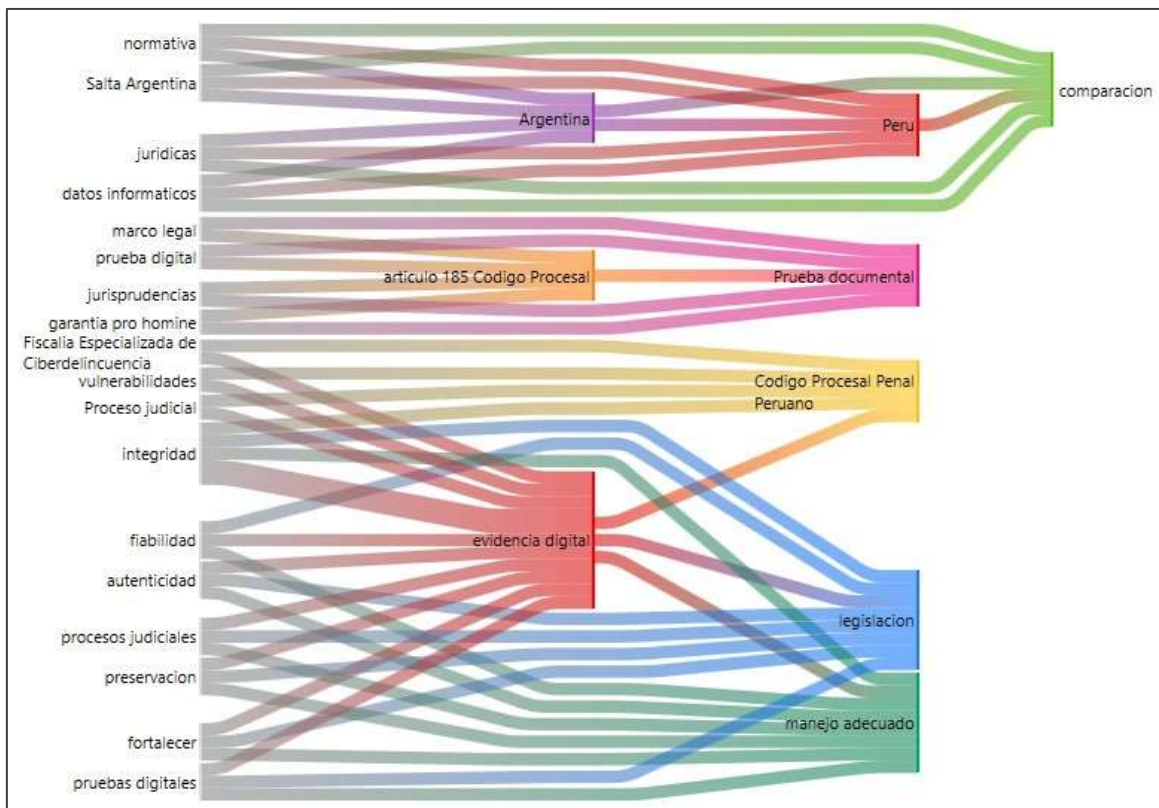 normativa
Salta Argentina
juridicas
datos informaticos
marco legal
prueba digital
jurisprudencias
garantía pro homine
Fiscalia Especializada de
Ciberdelincuencia
vulnerabilidades
Proceso judicial
integridad
fiabilidad
autenticidad
procesos judiciales
preservacion
fortalecer
pruebas digitales
Argentina
articulo 185 Codigo Procesal
evidencia digital
Peru
Prueba documental
Codigo Procesal Penal
Peruano
legislacion
manejo adecuado
comparacion